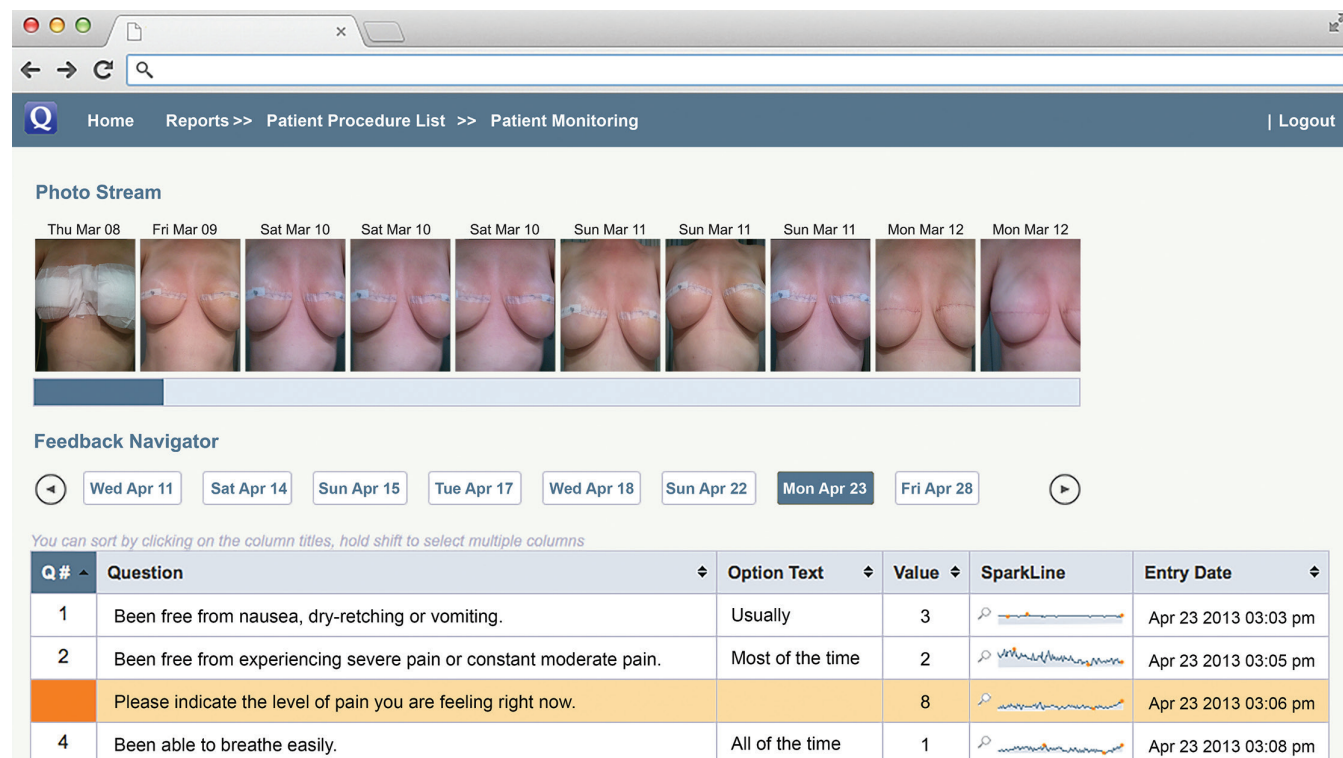 Q Home Reports >> Patient Procedure List >> Patient Monitoring | Logout
Photo Stream
Thu Mar 08 Fri Mar 09 Sat Mar 10 Sat Mar 10 Sat Mar 10 Sun Mar 11 Sun Mar 11 Sun Mar 11 Mon Mar 12 Mon Mar 12
Feedback Navigator
Wed Apr 11 Sat Apr 14 Sun Apr 15 Tue Apr 17 Wed Apr 18 Sun Apr 22 Mon Apr 23 Fri Apr 28
You can sort by clicking on the column titles, hold shift to select multiple columns
Q # Question Option Text Value SparkLine Entry Date
1 Been free from nausea, dry-retching or vomiting. Usually 3 Apr 23 2013 03:03 pm
2 Been free from experiencing severe pain or constant moderate pain. Most of the time 2 Apr 23 2013 03:05 pm
Please indicate the level of pain you are feeling right now. 8 Apr 23 2013 03:06 pm
4 Been able to breathe easily. All of the time 1 Apr 23 2013 03:08 pm